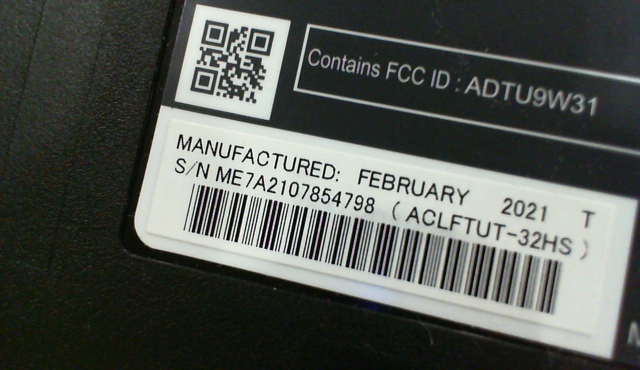 Contains FCC ID : ADTU9W31
MANUFACTURED: FEBRUARY 2021 T
S/N ME7A2107854798 ( ACLFTUT-32HS )